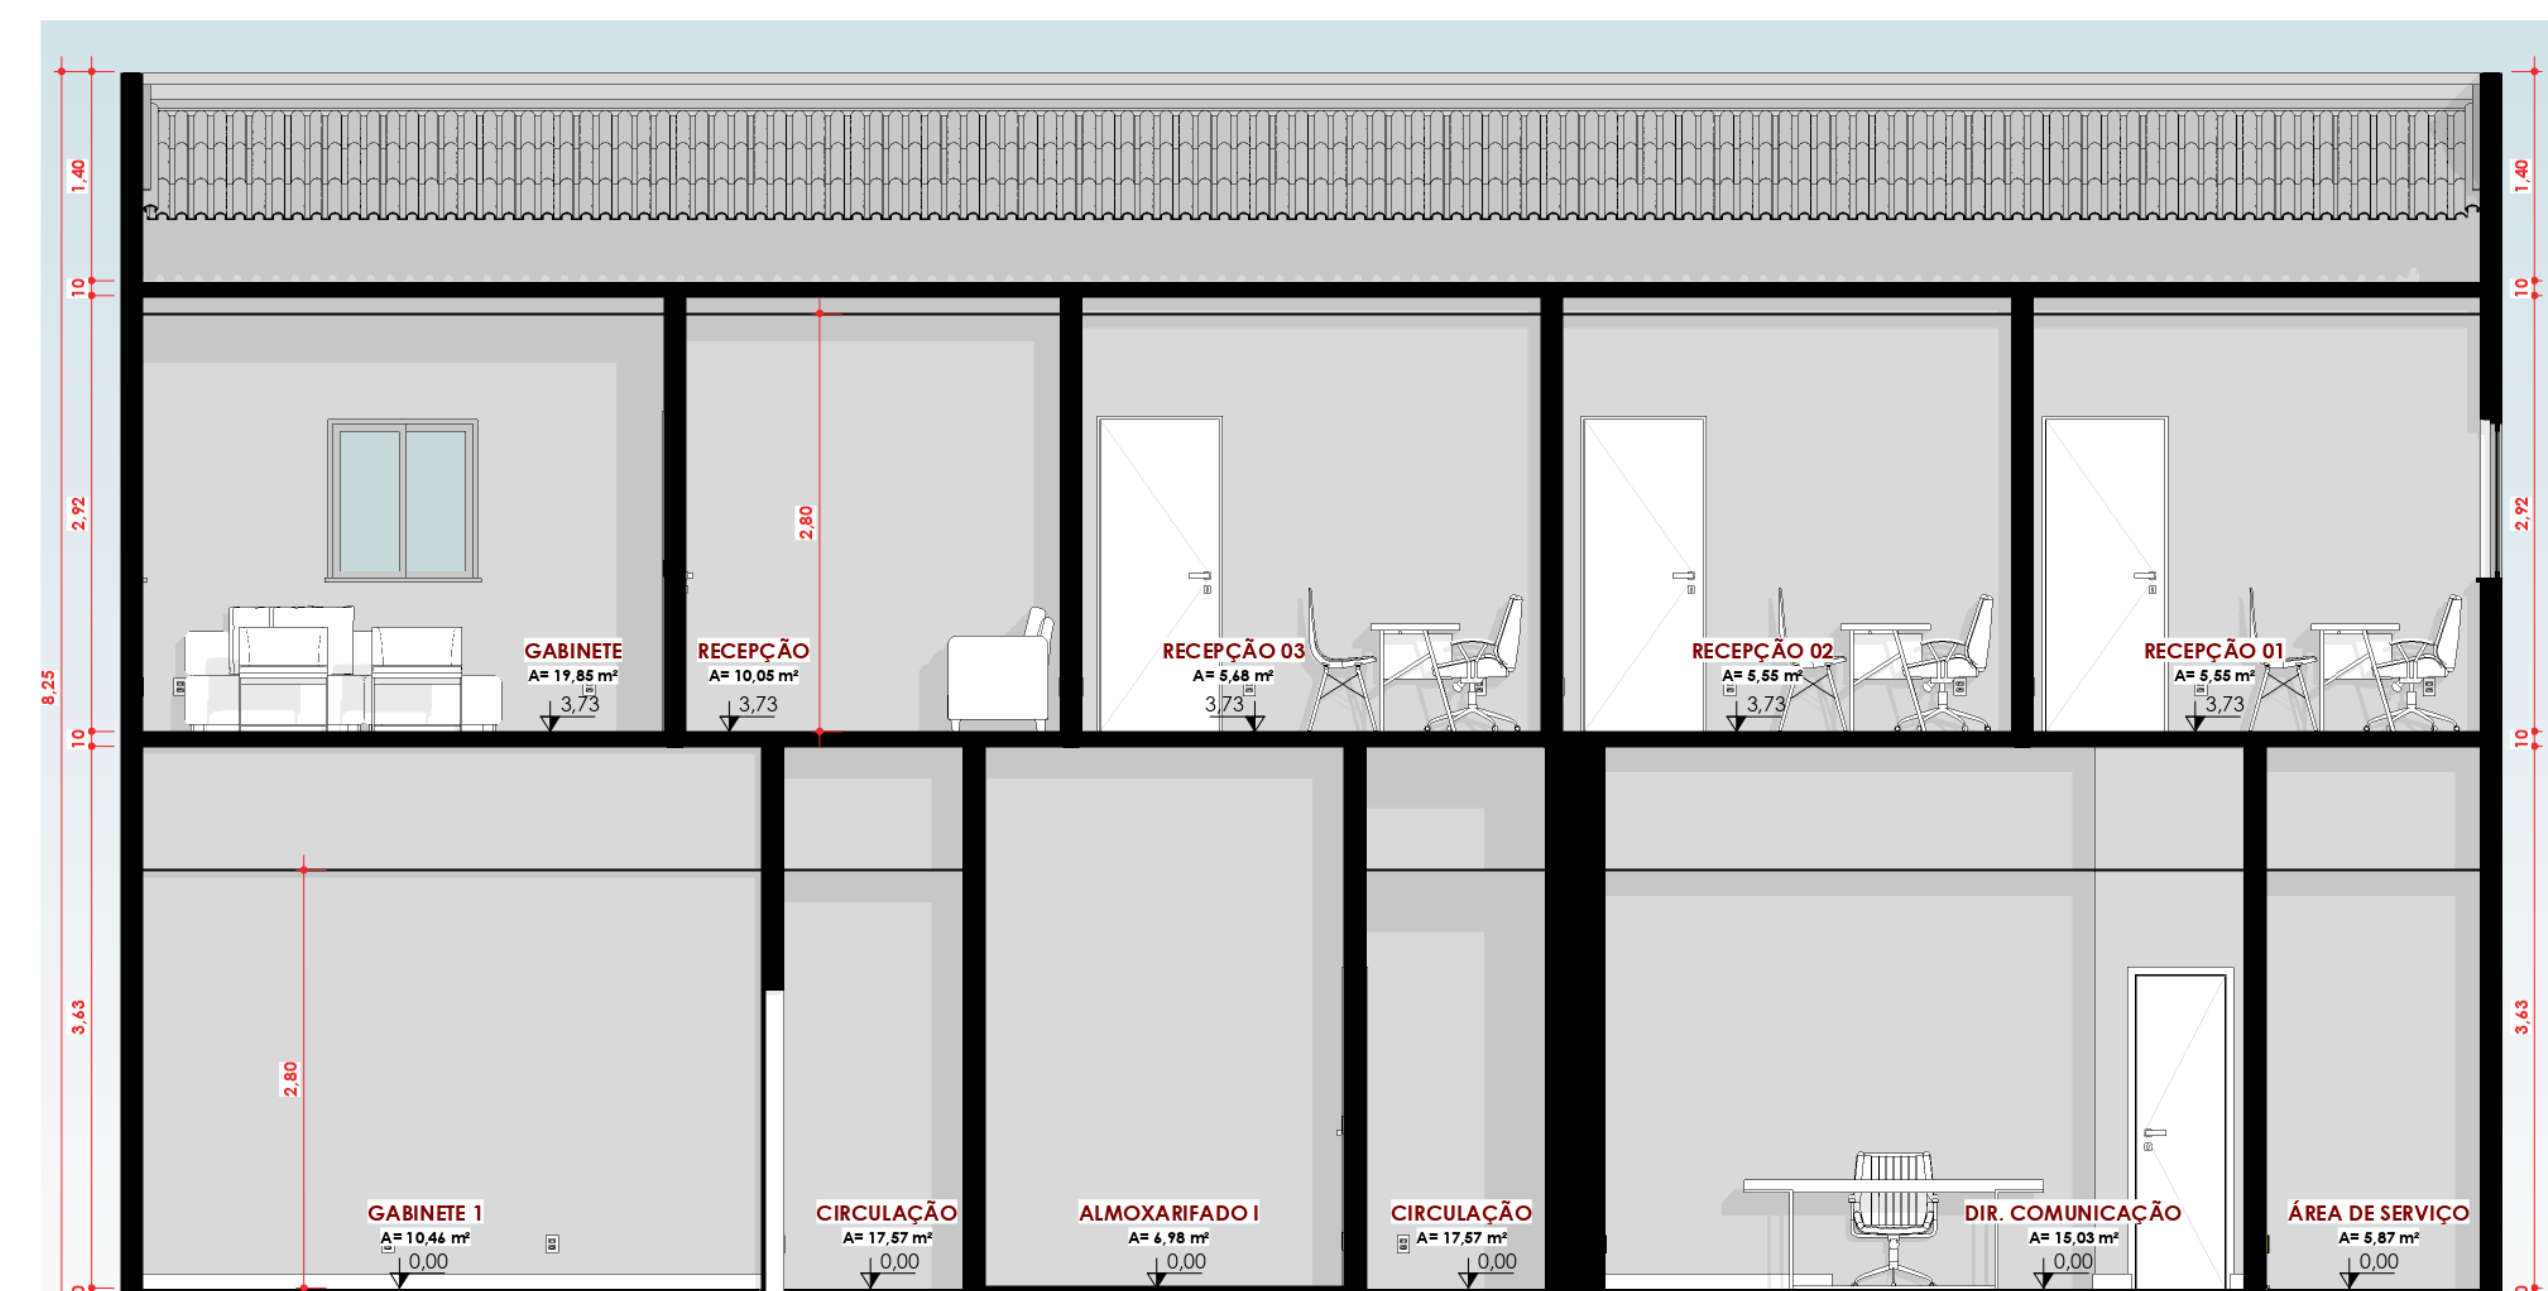 1,40
1,40
10
10
2,92
2,80
2,92
8,25
GABINETE
A= 19,85 m²
3,73
RECEPÇÃO
A= 10,05 m²
3,73
RECEPÇÃO 03
A= 5,68 m²
3,73
RECEPÇÃO 02
A= 5,55 m²
3,73
RECEPÇÃO 01
A= 5,55 m²
3,73
10
10
3,63
2,80
3,63
GABINETE 1
A= 10,46 m²
0,00
CIRCULAÇÃO
A= 17,57 m²
0,00
ALMOXARIFADO I
A= 6,98 m²
0,00
CIRCULAÇÃO
A= 17,57 m²
0,00
DIR. COMUNICAÇÃO
A= 15,03 m²
0,00
ÁREA DE SERVIÇO
A= 5,87 m²
0,00